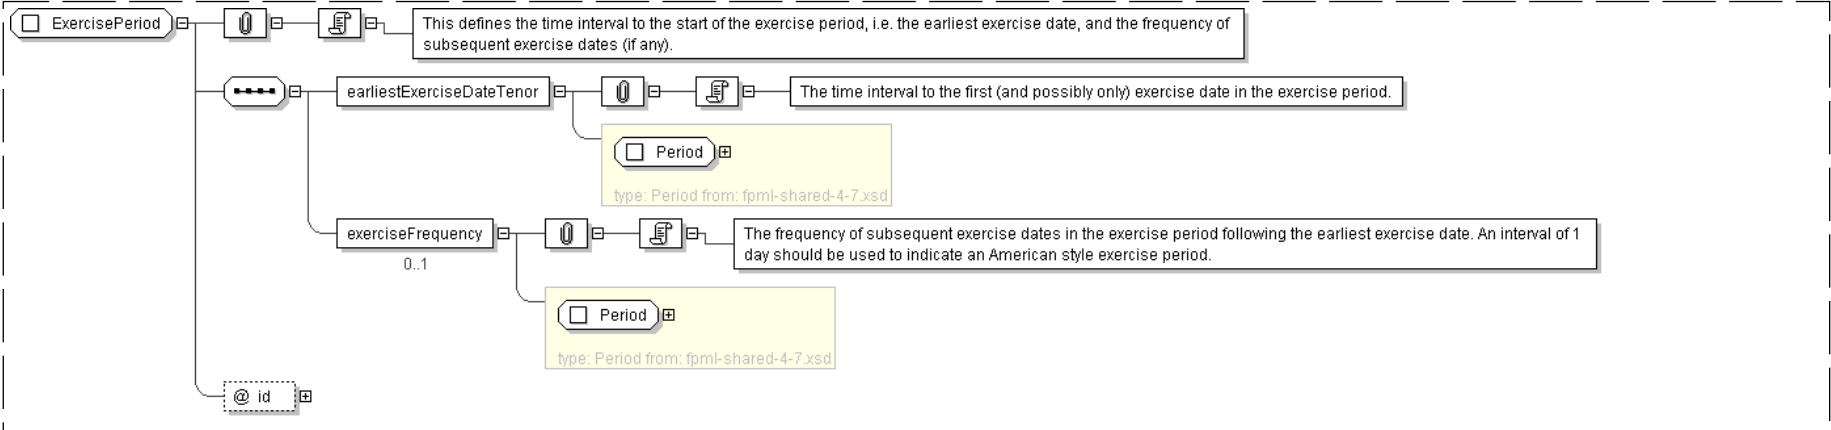 ExercisePeriod
This defines the time interval to the start of the exercise period, i.e. the earliest exercise date, and the frequency of
subsequent exercise dates (if any).
earliestExerciseDateTenor
The time interval to the first (and possibly only) exercise date in the exercise period.
Period
type: Period from: fpml-shared-4-7.xsd
exerciseFrequency
0..1
The frequency of subsequent exercise dates in the exercise period following the earliest exercise date. An interval of 1
day should be used to indicate an American style exercise period.
Period
type: Period from: fpml-shared-4-7.xsd
@ id